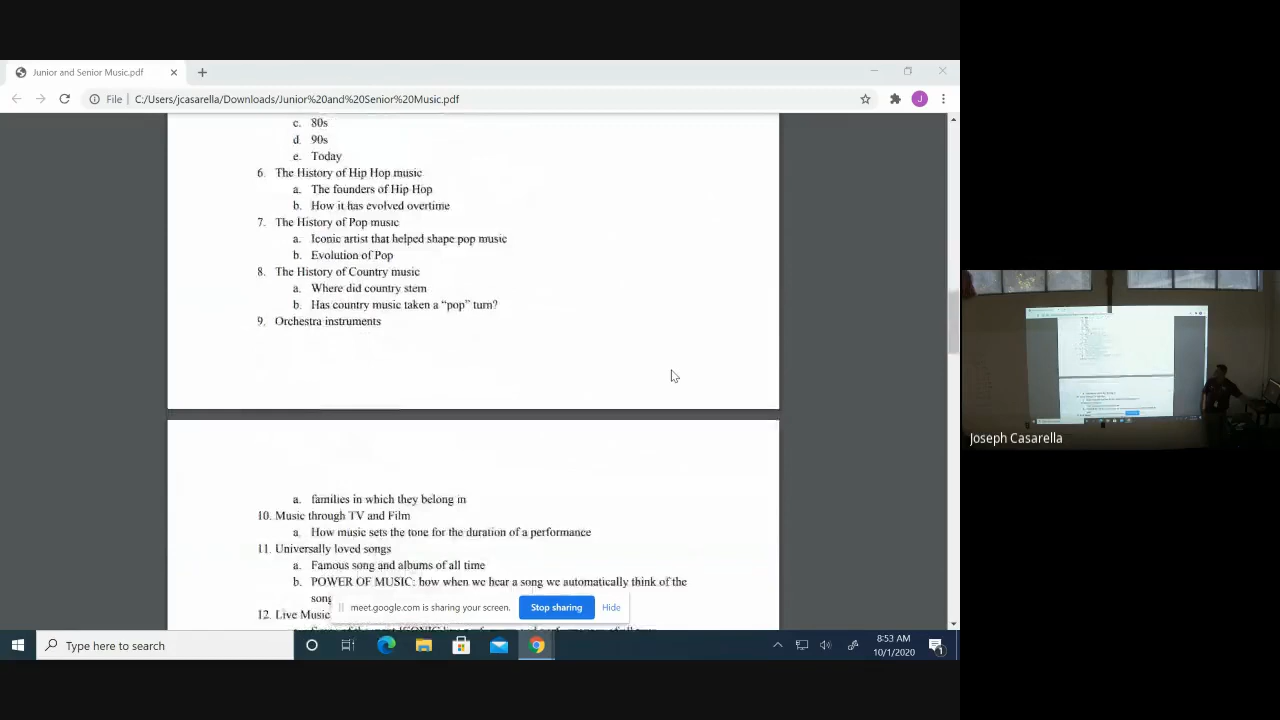 Junior and Senior Music.pdf
File
C:/Users/jcasarella/Downloads/Junior%20and%20Senior%20Music.pdf
J
c. 80s
d. 90s
e. Today
6. The History of Hip Hop music
a. The founders of Hip Hop
b. How it has evolved overtime
7. The History of Pop music
a. Iconic artist that helped shape pop music
b. Evolution of Pop
8. The History of Country music
a. Where did country stem
b. Has country music taken a “pop” turn?
9. Orchestra instruments
a. families in which they belong in
10. Music through TV and Film
a. How music sets the tone for the duration of a performance
11. Universally loved songs
a. Famous song and albums of all time
b. POWER OF MUSIC: how when we hear a song we automatically think of the
song
12. Live Music
meet.google.com is sharing your screen.
Stop sharing
Hide
Type here to search
8:53 AM
10/1/2020
1
Joseph Casarella